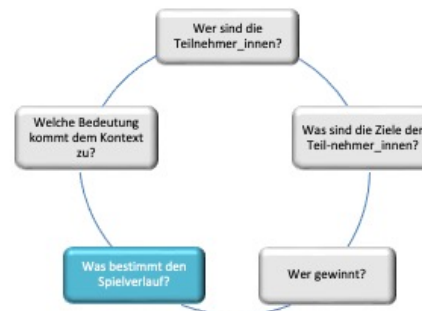 Wer sind die
Teilnehmer_innen?
Welche Bedeutung
kommt dem Kontext
zu?
Was sind die Ziele der
Teil-nehmer_innen?
Was bestimmt den
Spielverlauf?
Wer gewinnt?